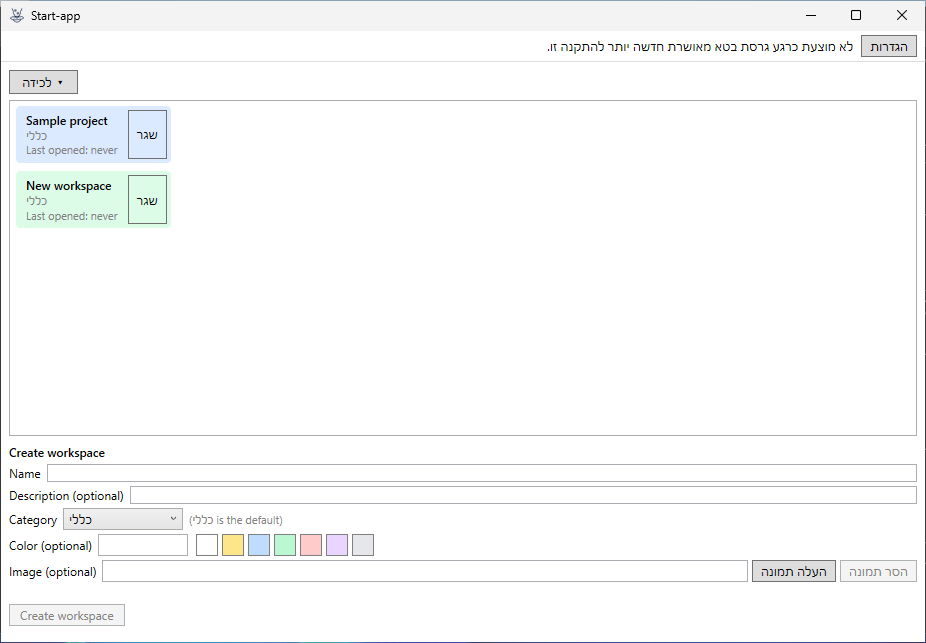 Start-app
לא מוצעת כרגע גרסת בטא מאושרת חדשה יותר להתקנה זו.
הגדרות
לכידה
Sample project
כללי
Last opened: never
שגר
New workspace
כללי
Last opened: never
שגר
Create workspace
Name
Description (optional)
Category כללי (כללי is the default)
Color (optional)
Image (optional) העלה תמונה הסר תמונה
Create workspace